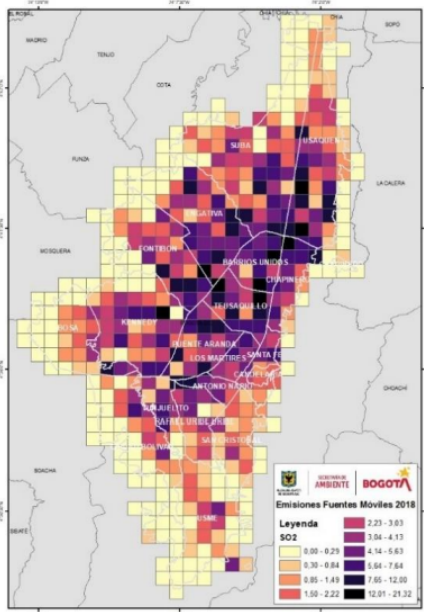 EL ROSAL
CHIA
SOPÓ
MADRID
TENJO
COTA
SUBA
USAQUEN
FUNZA
LA CALERA
ENGATIVA
FONTIBON
MOSQUERA
BARRIOS UNIDOS
CHAPINERO
TEUSAQUILLO
BOSA
KENNEDY
PUENTE ARANDA
LOS MARTIRES
SANTA FE
CANDELARIA
ANTONIO NARIÑO
CHOACHI
TUNJUELITO
RAFAEL URIBE URIBE
SAN CRISTOBAL
BOLIVAR
SOACHA
USME
SIBATÉ
SECRETARÍA DE
AMBIENTE
BOGOTÁ
Emisiones Fuentes Móviles 2018
Leyenda
SO2
0,00 - 0,29
0,30 - 0,84
0,85 - 1,49
1,50 - 2,22
2,23 - 3,03
3,04 - 4,13
4,14 - 5,63
5,64 - 7,64
7,65 - 12,00
12,01 - 21,32